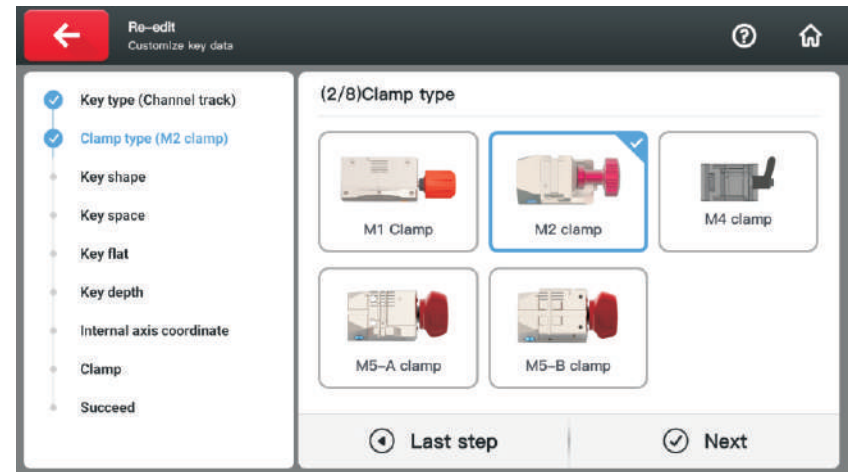 Re-edit
Customize key data
Key type (Channel track)
Clamp type (M2 clamp)
Key shape
Key space
Key flat
Key depth
Internal axis coordinate
Clamp
Succeed
(2/8)Clamp type
M1 Clamp
M2 clamp
M4 clamp
M5-A clamp
M5-B clamp
Last step
Next